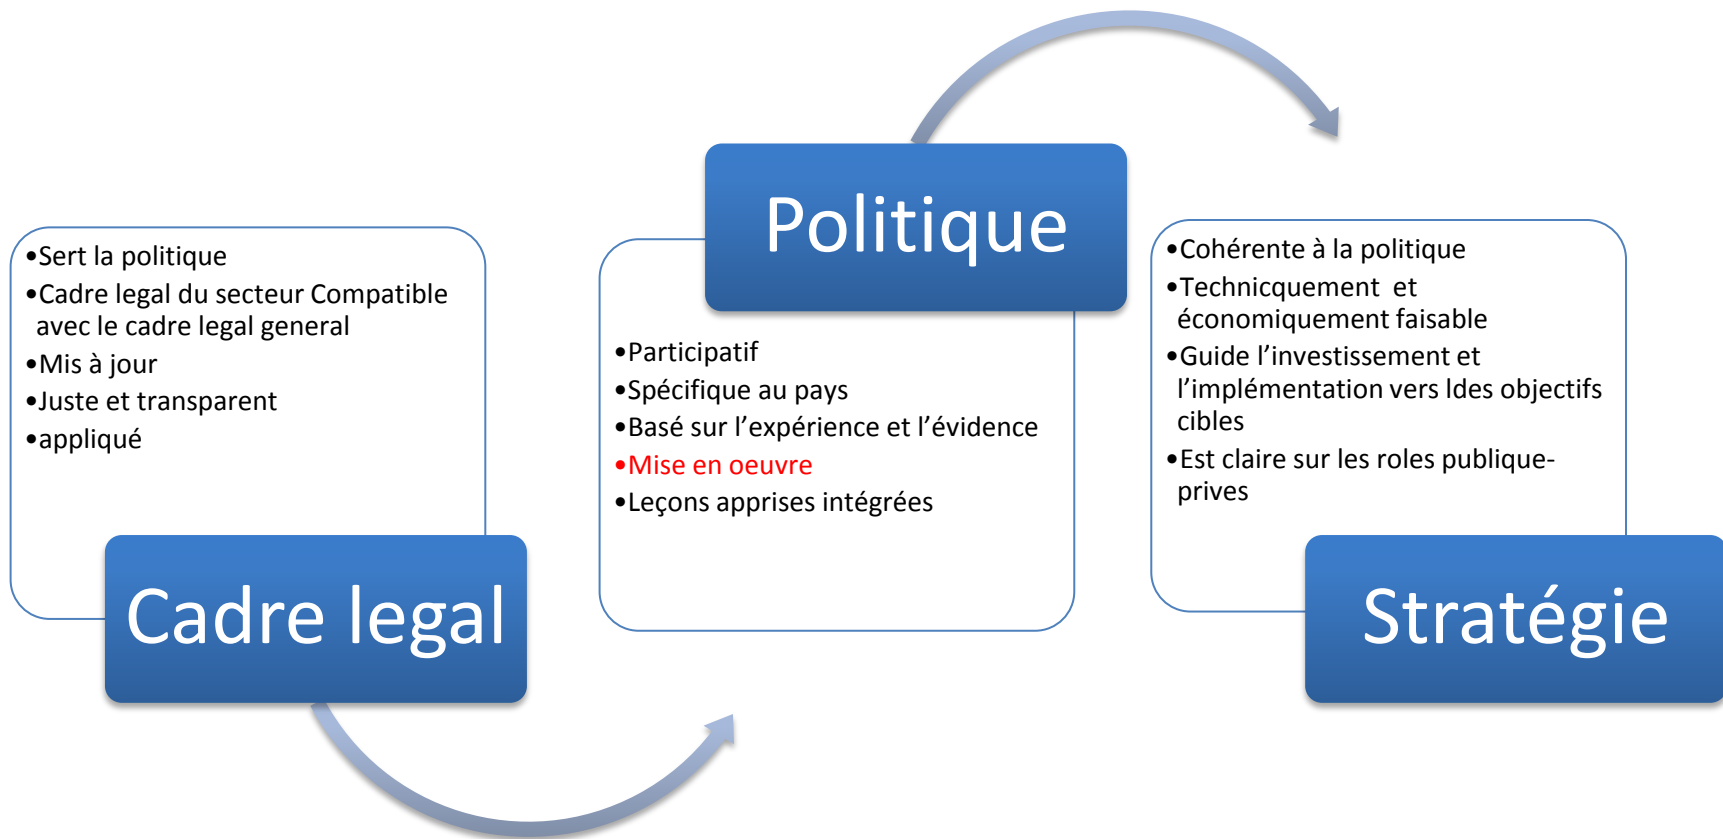 •Sert la politique
•Cadre legal du secteur Compatible
avec le cadre legal general
•Mis à jour
•Juste et transparent
•appliqué
Cadre legal
Politique
•Participatif
•Spécifique au pays
•Basé sur l’expérience et l’évidence
•Mise en oeuvre
•Leçons apprises intégrées
•Cohérente à la politique
•Technicquement et
économiquement faisable
•Guide l’investissement et
l’implémentation vers ldes objectifs
cibles
•Est claire sur les roles publique-
prives
Stratégie